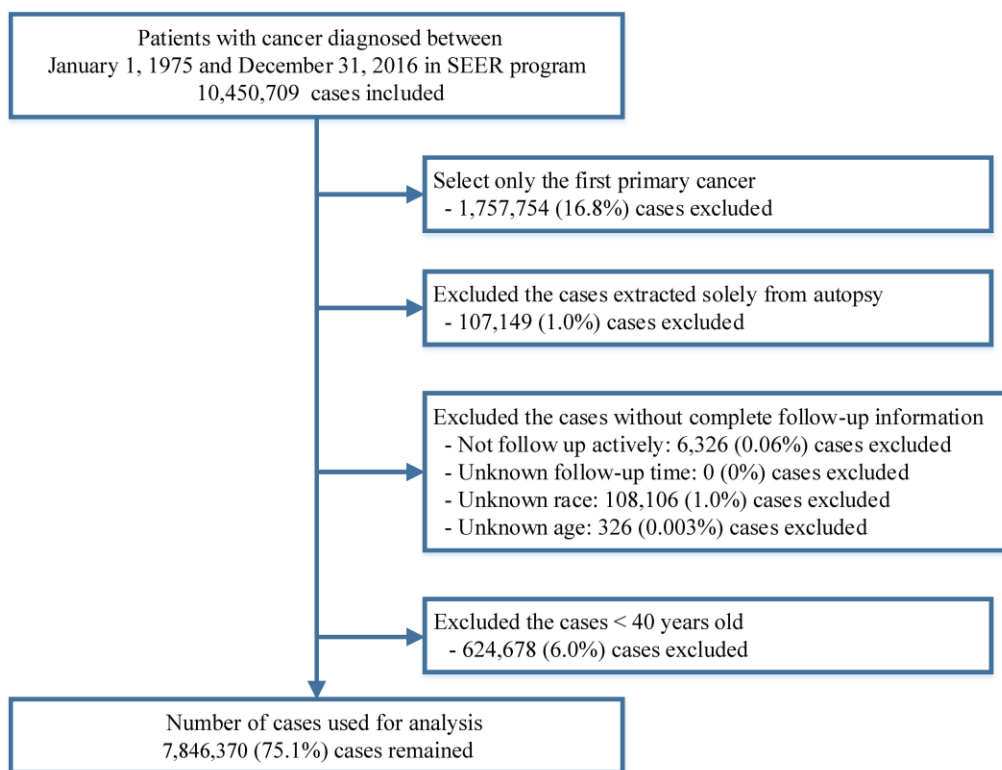 Patients with cancer diagnosed between
January 1, 1975 and December 31, 2016 in SEER program
10,450,709 cases included
Select only the first primary cancer
- 1,757,754 (16.8%) cases excluded
Excluded the cases extracted solely from autopsy
- 107,149 (1.0%) cases excluded
Excluded the cases without complete follow-up information
- Not follow up actively: 6,326 (0.06%) cases excluded
- Unknown follow-up time: 0 (0%) cases excluded
- Unknown race: 108,106 (1.0%) cases excluded
- Unknown age: 326 (0.003%) cases excluded
Excluded the cases < 40 years old
- 624,678 (6.0%) cases excluded
Number of cases used for analysis
7,846,370 (75.1%) cases remained